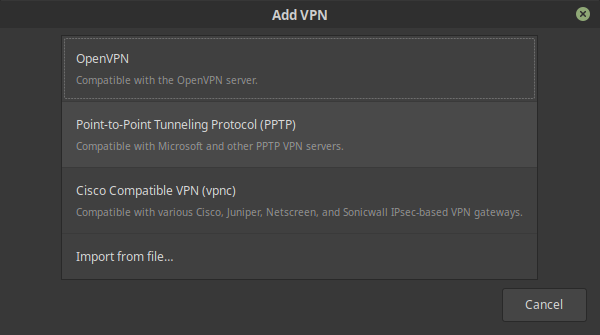 Add VPN
OpenVPN
Compatible with the OpenVPN server.
Point-to-Point Tunneling Protocol (PPTP)
Compatible with Microsoft and other PPTP VPN servers.
Cisco Compatible VPN (vpnc)
Compatible with various Cisco, Juniper, Netscreen, and Sonicwall IPsec-based VPN gateways.
Import from file...
Cancel